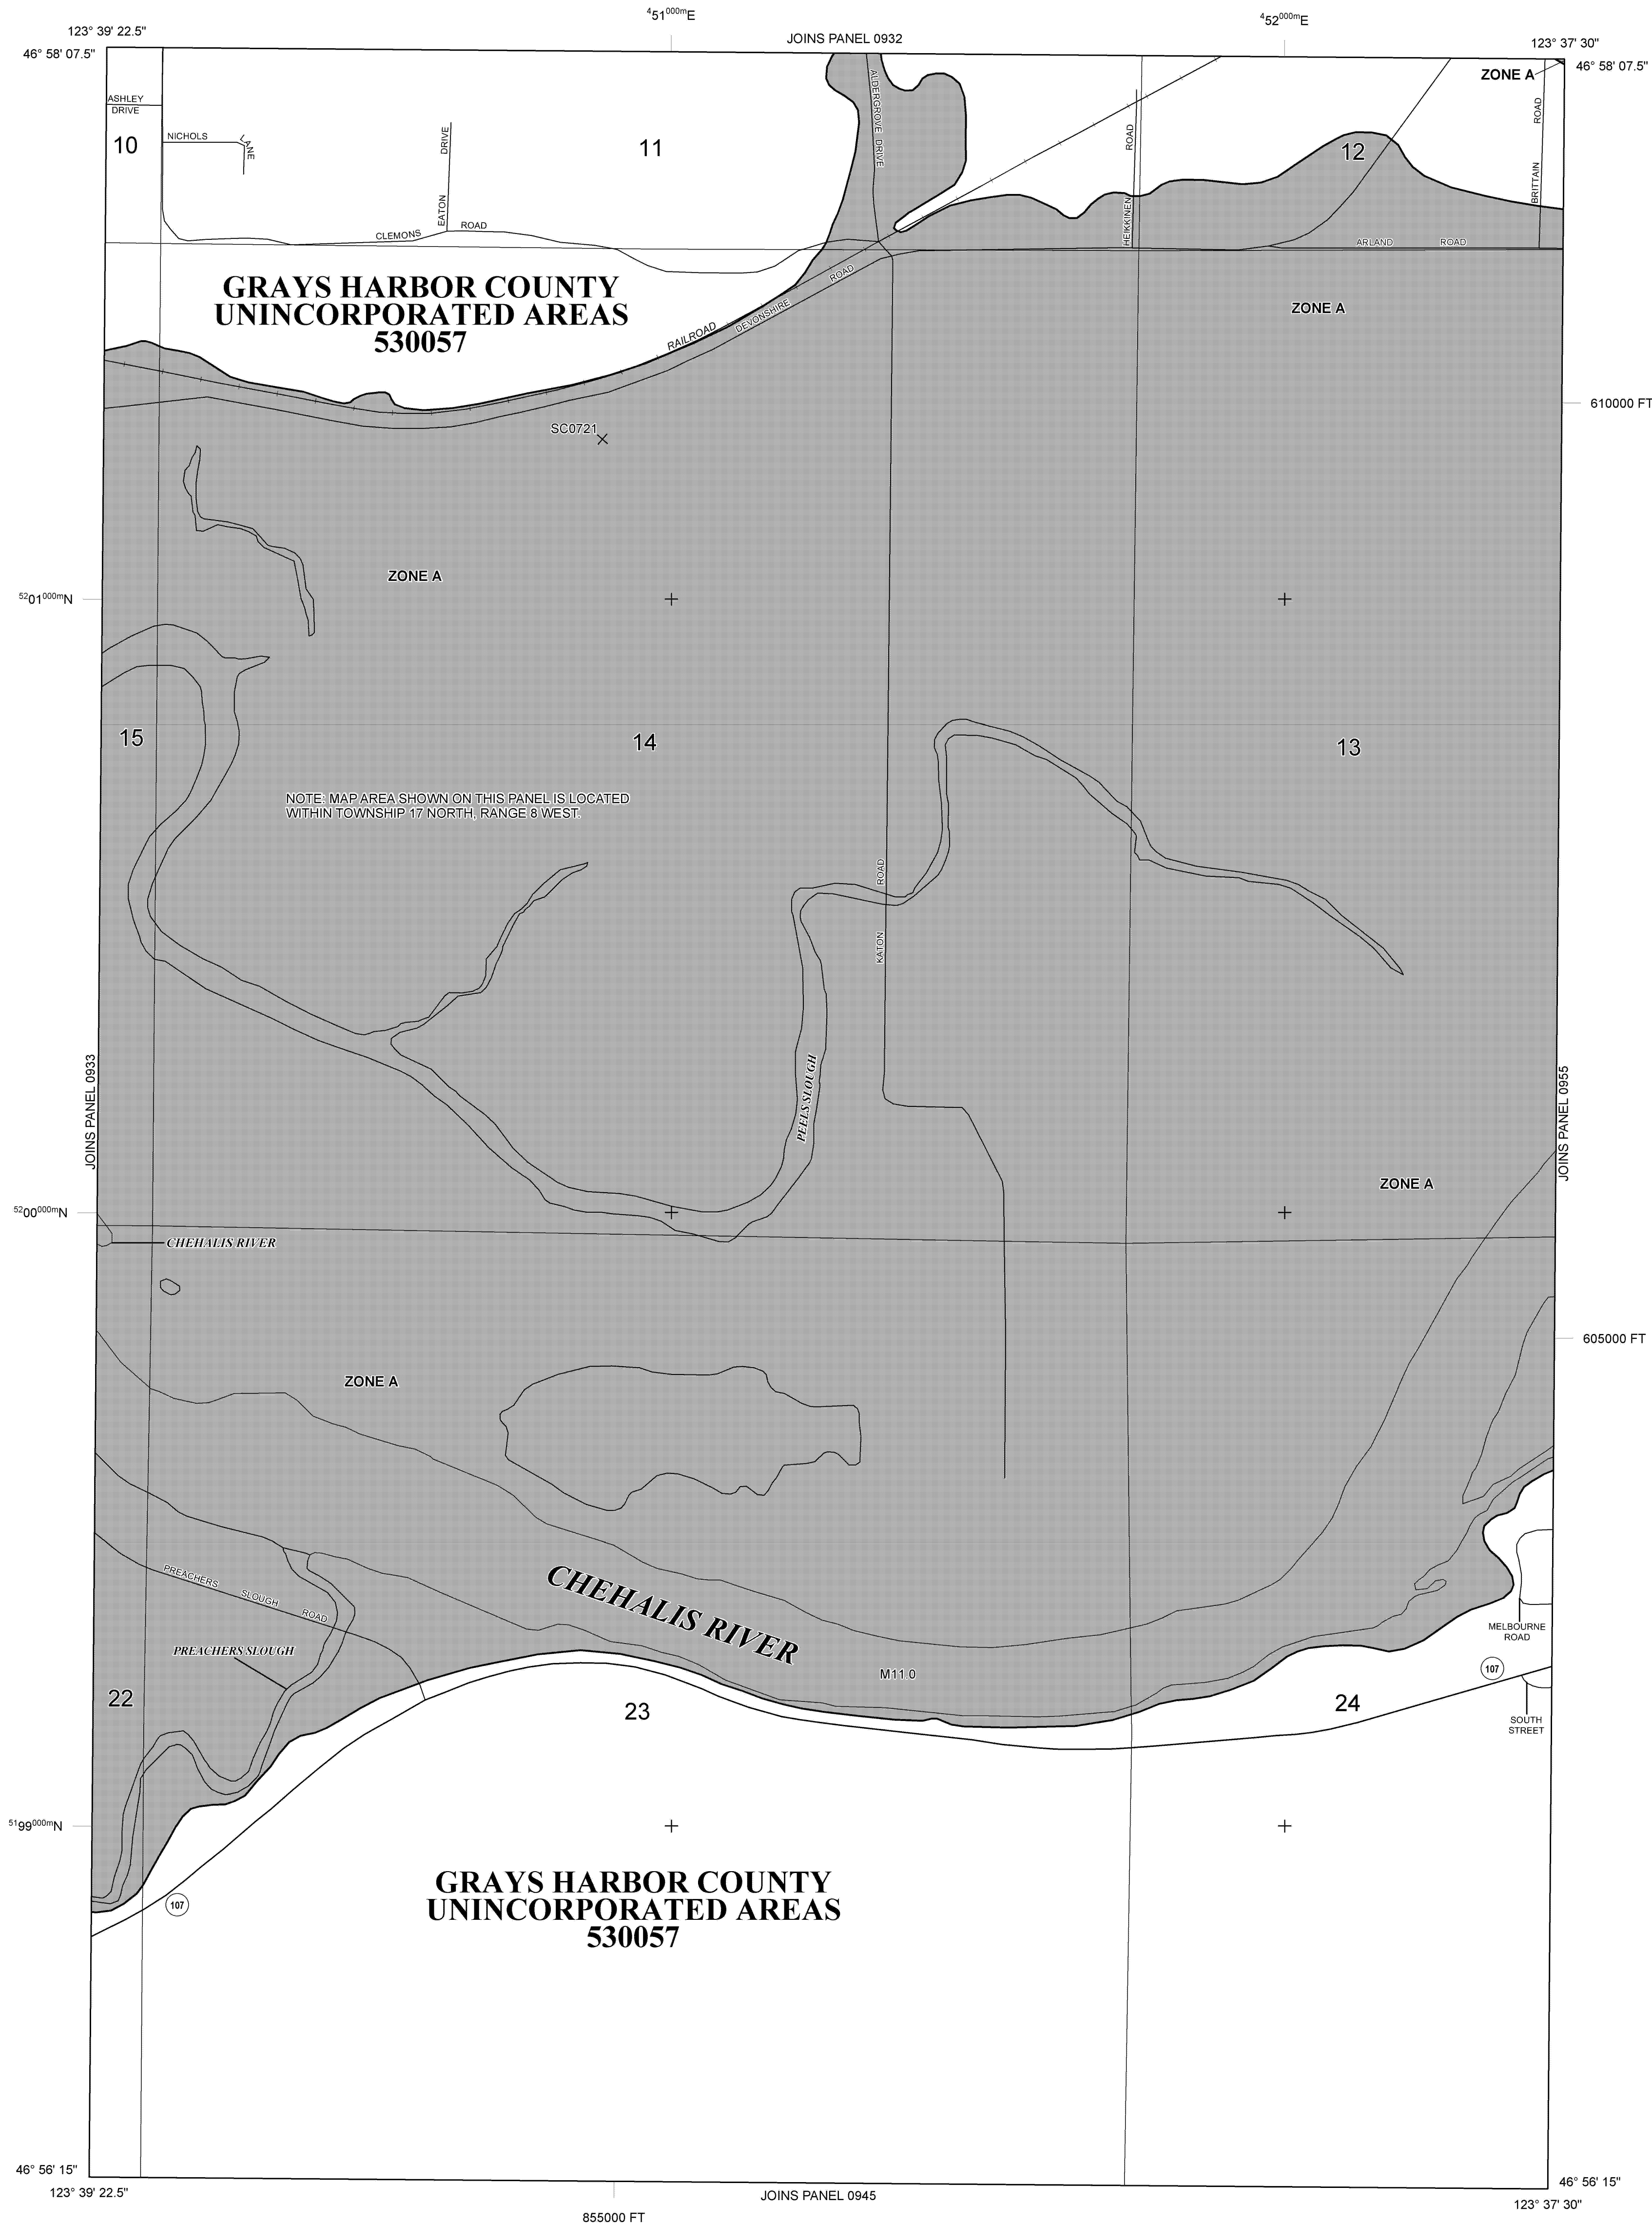 451000mE
452000mE
123° 39' 22.5"
JOINS PANEL 0932
123° 37' 30"
46° 58' 07.5"
46° 58' 07.5"
ZONE A
ASHLEY
DRIVE
10
NICHOLS
LANE
EATON
DRIVE
11
ALDERGROVE DRIVE
HEIKKINEN
ROAD
12
BRITTAIN
ROAD
CLEMONS
ROAD
ARLAND
ROAD
GRAYS HARBOR COUNTY
UNINCORPORATED AREAS
530057
RAILROAD
DEVONSHIRE
ROAD
ZONE A
610000 FT
SC0721
ZONE A
5201000mN
15
14
13
NOTE: MAP AREA SHOWN ON THIS PANEL IS LOCATED
WITHIN TOWNSHIP 17 NORTH, RANGE 8 WEST.
KATON
ROAD
PEELS SLOUGH
JOINS PANEL 0933
JOINS PANEL 0955
ZONE A
5200000mN
CHEHALIS RIVER
605000 FT
ZONE A
CHEHALIS RIVER
PREACHERS
SLOUGH
ROAD
PREACHERS SLOUGH
MELBOURNE
ROAD
M11.0
107
22
23
24
SOUTH
STREET
5199000mN
107
GRAYS HARBOR COUNTY
UNINCORPORATED AREAS
530057
46° 56' 15"
46° 56' 15"
123° 39' 22.5"
JOINS PANEL 0945
123° 37' 30"
855000 FT